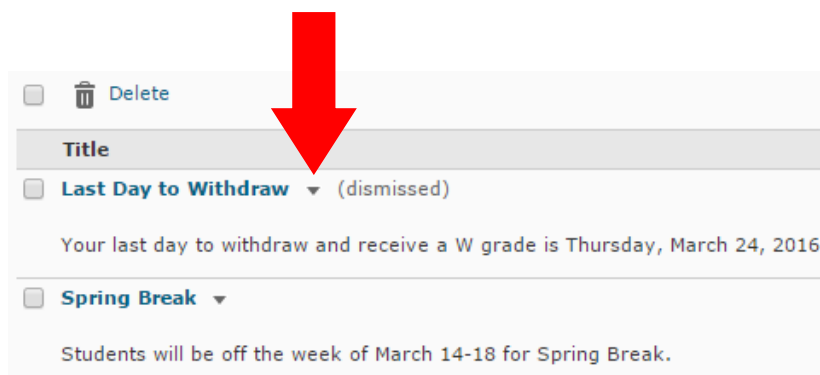 Delete
Title
Last Day to Withdraw (dismissed)
Your last day to withdraw and receive a W grade is Thursday, March 24, 2016
Spring Break
Students will be off the week of March 14-18 for Spring Break.